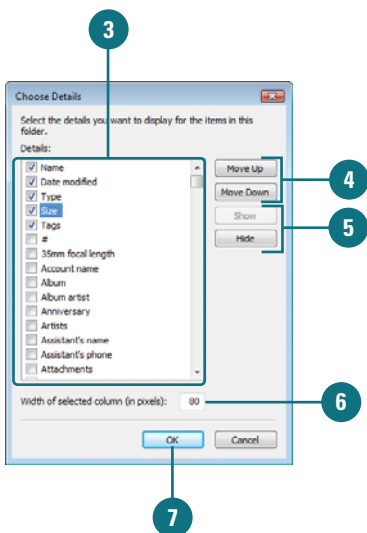 3
Choose Details
Select the details you want to display for the items in this
folder.
Details:
Name
Date modified
Type
Size
Tags
#
35mm focal length
Account name
Album
Album artist
Anniversary
Artists
Assistant's name
Assistant's phone
Attachments
Move Up
Move Down
4
Show
Hide
5
Width of selected column (in pixels): 80
6
OK Cancel
7